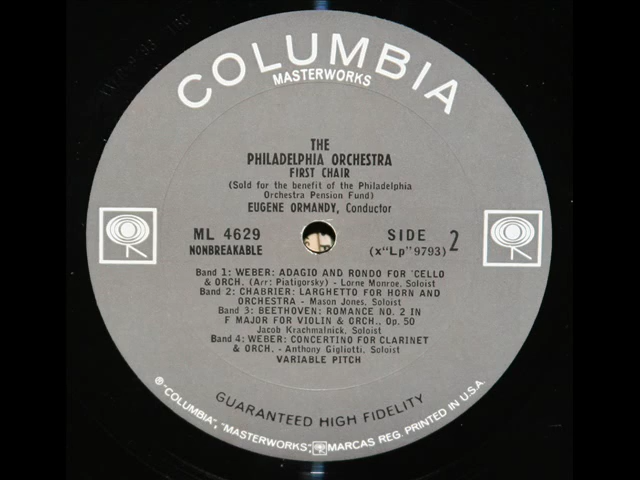 COLUMBIA
MASTERWORKS
THE
PHILADELPHIA ORCHESTRA
FIRST CHAIR
(Sold for the benefit of the Philadelphia
Orchestra Pension Fund)
EUGENE ORMANDY, Conductor
ML 4629 SIDE 2
NONBREAKABLE (x"Lp" 9793)
Band 1: WEBER: ADAGIO AND RONDO FOR 'CELLO
& ORCH. (Arr: Piatigorsky) - Lorne Monroe, Soloist
Band 2: CHABRIER: LARGHETTO FOR HORN AND
ORCHESTRA - Mason Jones, Soloist
Band 3: BEETHOVEN: ROMANCE NO. 2 IN
F MAJOR FOR VIOLIN & ORCH., Op. 50
Jacob Krachmalnick, Soloist
Band 4: WEBER: CONCERTINO FOR CLARINET
& ORCH. - Anthony Gigliotti, Soloist
VARIABLE PITCH
GUARANTEED HIGH FIDELITY
® "COLUMBIA", "MASTERWORKS", MARCAS REG. PRINTED IN U.S.A.